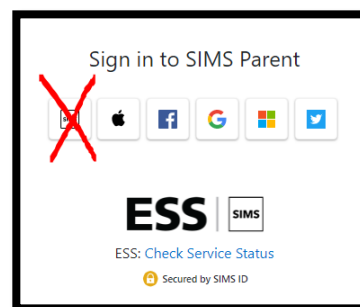 Sign in to SIMS Parent
ESS SIMS
ESS: Check Service Status
Secured by SIMS ID